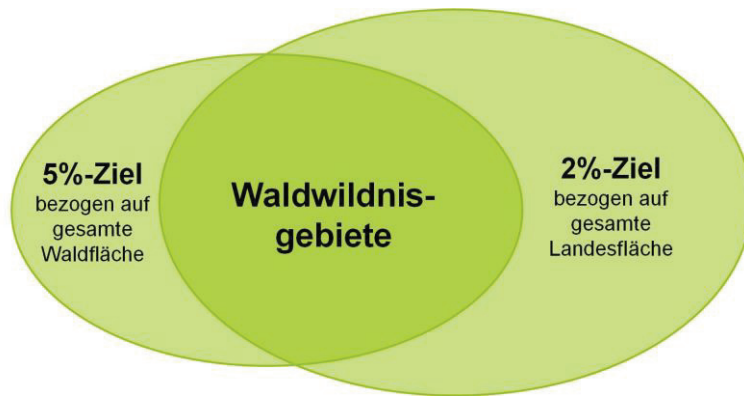 5%-Ziel
bezogen auf
gesamte
Waldfläche
Waldwildnis-
gebiete
2%-Ziel
bezogen auf
gesamte
Landesfläche